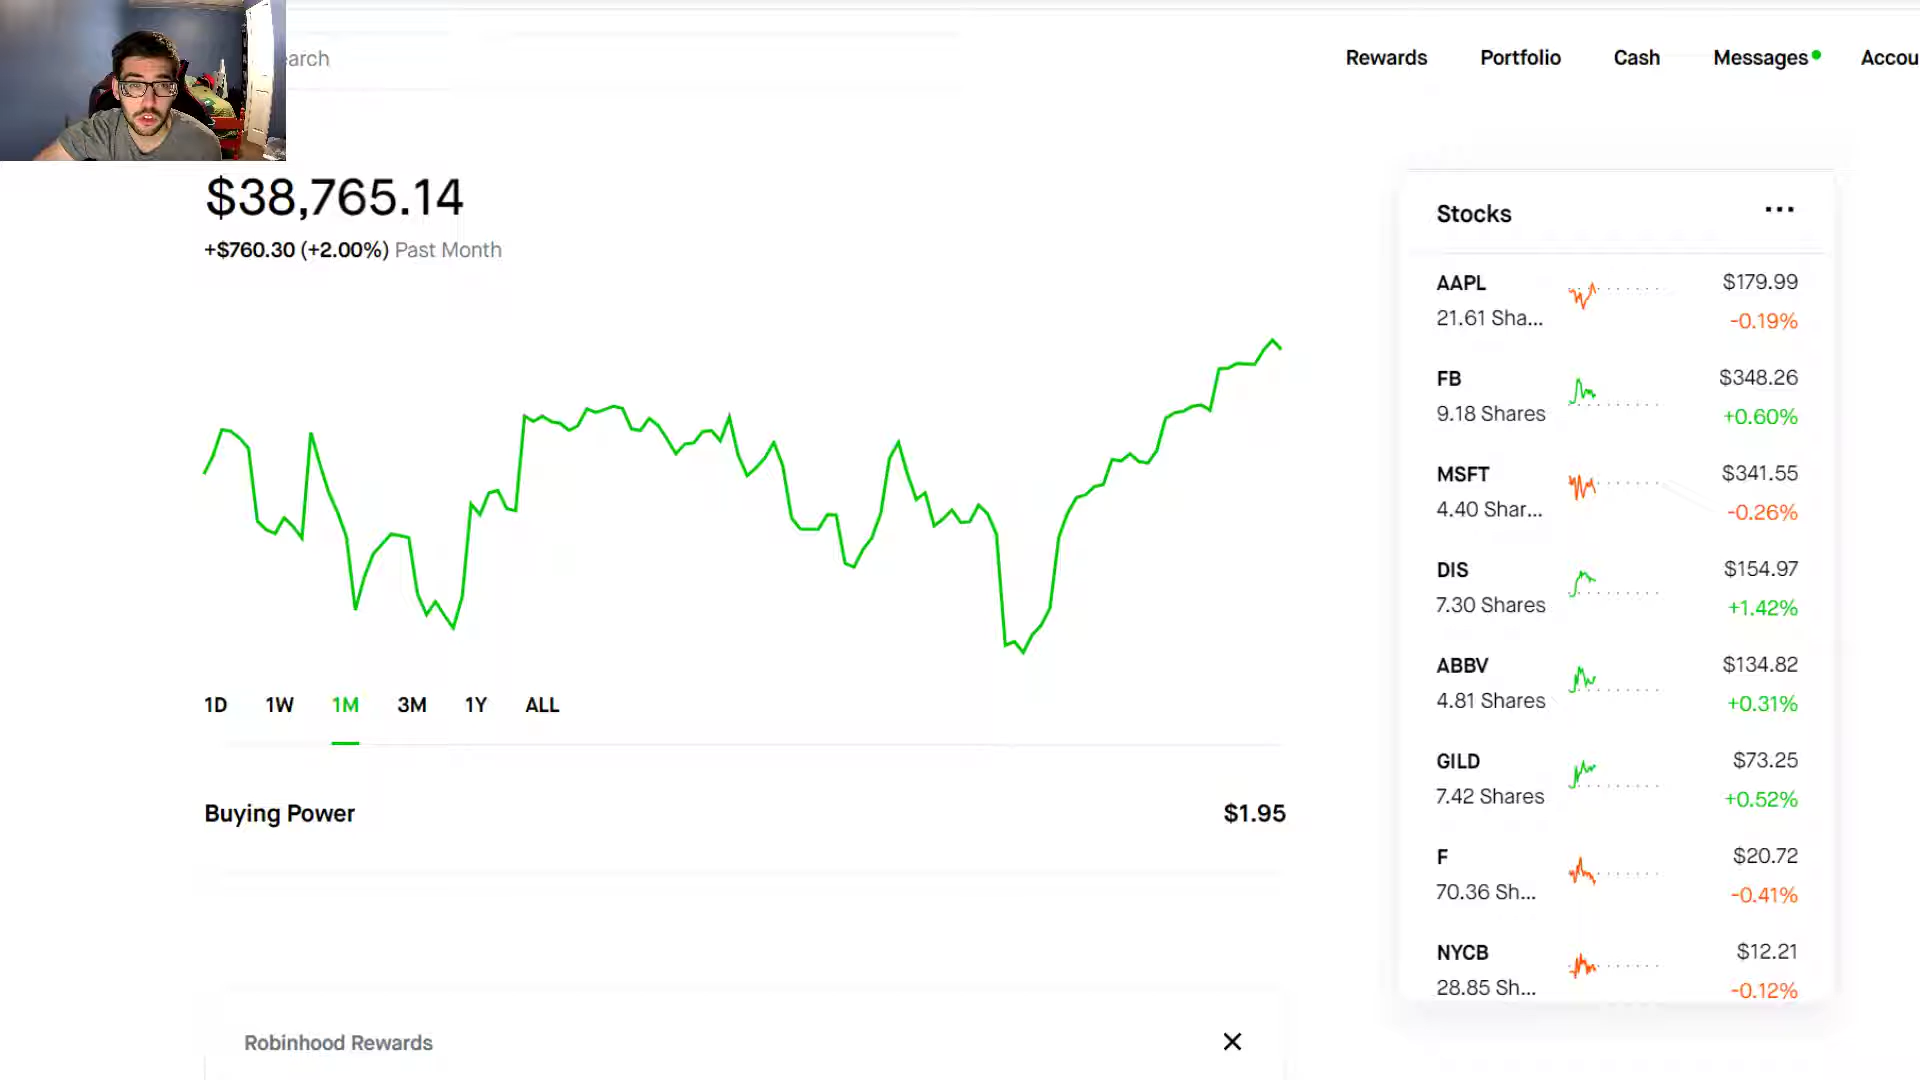 earch
Rewards
Portfolio
Cash
Messages
Accou
$38,765.14
+$760.30 (+2.00%) Past Month
1D
1W
1M
3M
1Y
ALL
Buying Power
$1.95
Robinhood Rewards
Stocks
AAPL
$179.99
21.61 Sha...
-0.19%
FB
$348.26
9.18 Shares
+0.60%
MSFT
$341.55
4.40 Shar...
-0.26%
DIS
$154.97
7.30 Shares
+1.42%
ABBV
$134.82
4.81 Shares
+0.31%
GILD
$73.25
7.42 Shares
+0.52%
F
$20.72
70.36 Sh...
-0.41%
NYCB
$12.21
28.85 Sh...
-0.12%